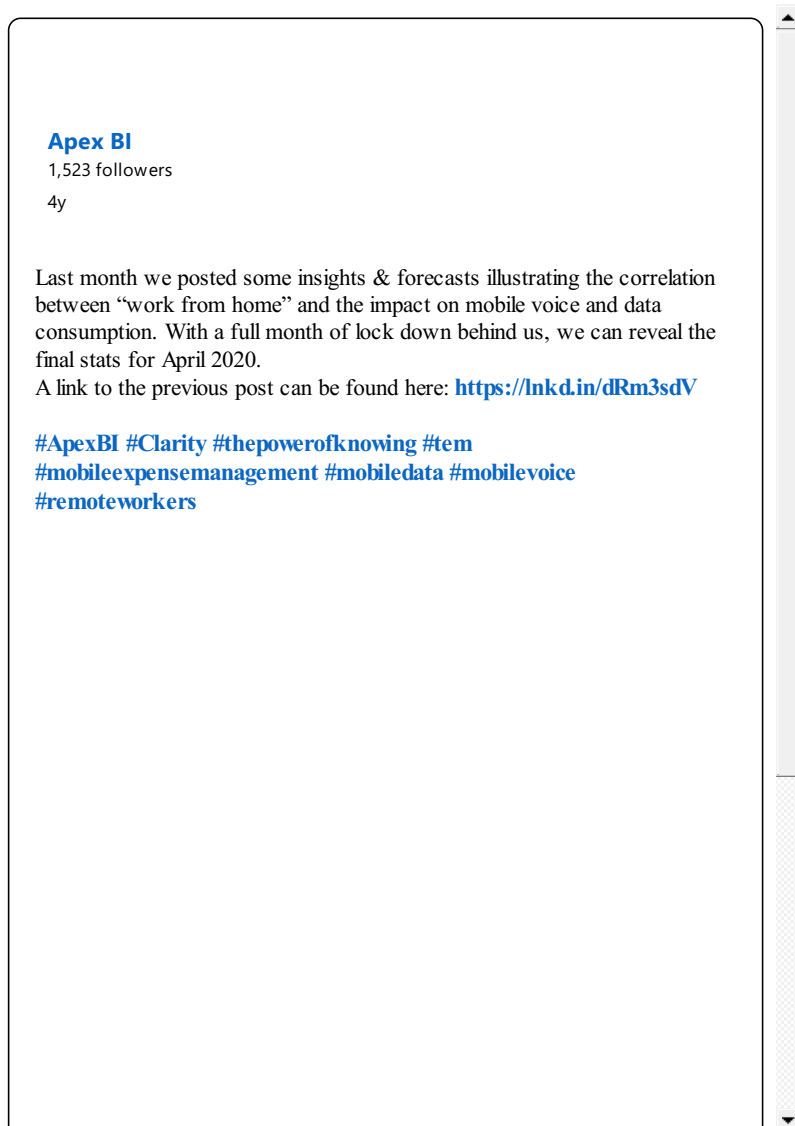 Apex BI
1,523 followers
4y
Last month we posted some insights & forecasts illustrating the correlation
between “work from home” and the impact on mobile voice and data
consumption. With a full month of lock down behind us, we can reveal the
final stats for April 2020.
A link to the previous post can be found here: https://lnkd.in/dRm3sdV
#ApexBI #Clarity #thepowerofknowing #tem
#mobileexpensemanagement #mobiledata #mobilevoice
#remoteworkers